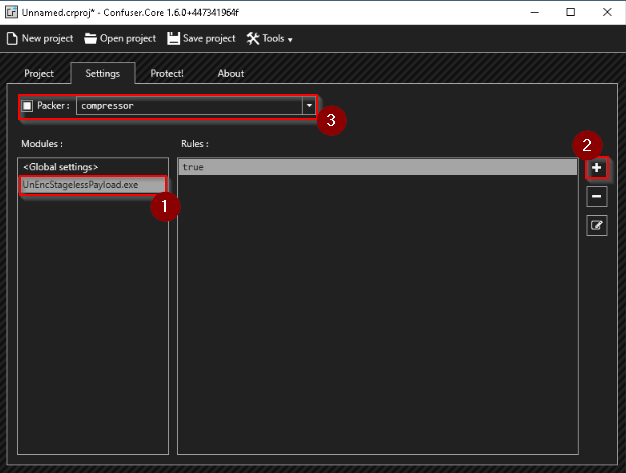 Unnamed.crproj* - Confuser.Core 1.6.0+447341964f
New project Open project Save project Tools
Project Settings Protect! About
Packer : compressor
3
Modules : Rules :
2
<Global settings> true
UnEncStagelessPayload.exe
1